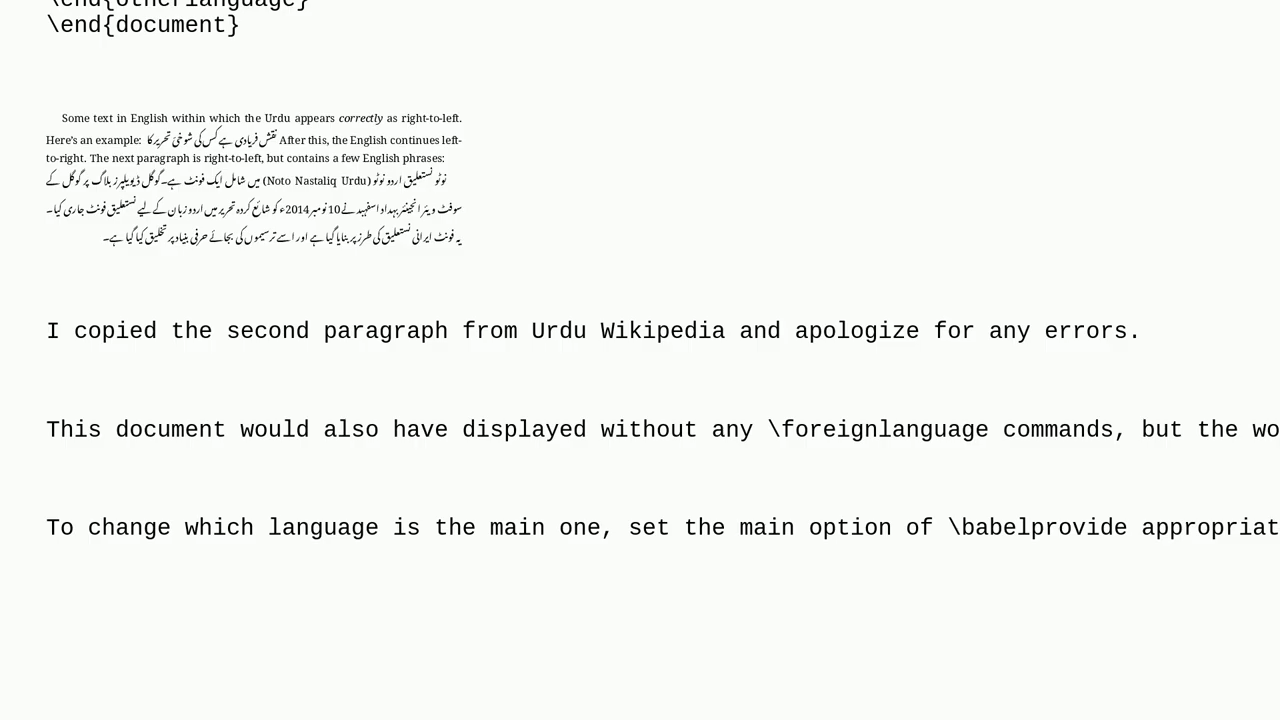 \end{otherlanguage}
\end{document}
Some text in English within which the Urdu appears correctly as right-to-left.
Here's an example: نقش فریادی ہے کس کی شوخئ تحریر کا After this, the English continues left-
to-right. The next paragraph is right-to-left, but contains a few English phrases:
نوٹو نستعلیق اردو نوٹو (Noto Nastaliq Urdu) میں شامل ایک فونٹ ہے۔ گوگل ڈیویلپرز بلاگ پر گوگل کے
سوفٹ ویئر انجینئر بہداد اسفہبد نے 10 نومبر 2014ء کو شائع کردہ تحریر میں اردو زبان کے لیے نستعلیق فونٹ جاری کیا۔
یہ فونٹ ایرانی نستعلیق کی طرز پر بنایا گیا ہے اور اسے ترسیموں کی بجائے حرفی بنیاد پر تخلیق کیا گیا ہے۔
I copied the second paragraph from Urdu Wikipedia and apologize for any errors.
This document would also have displayed without any \foreignlanguage commands, but the wo
To change which language is the main one, set the main option of \babelprovide appropriat